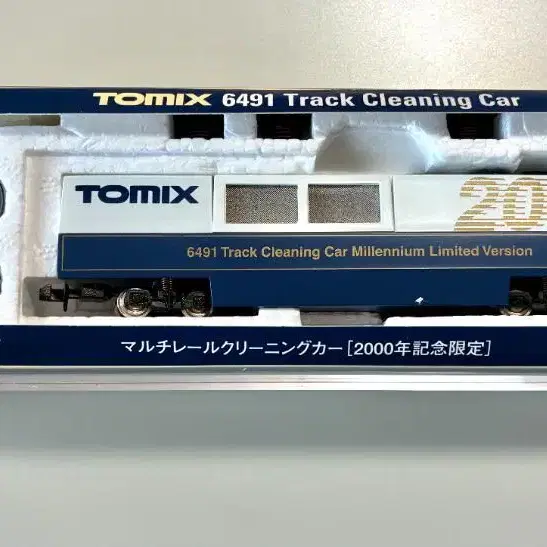 TOMIX 6491 Track Cleaning Car
TOMIX
20
6491 Track Cleaning Car Millennium Limited Version
マルチレールクリーニングカー[2000年記念限定]